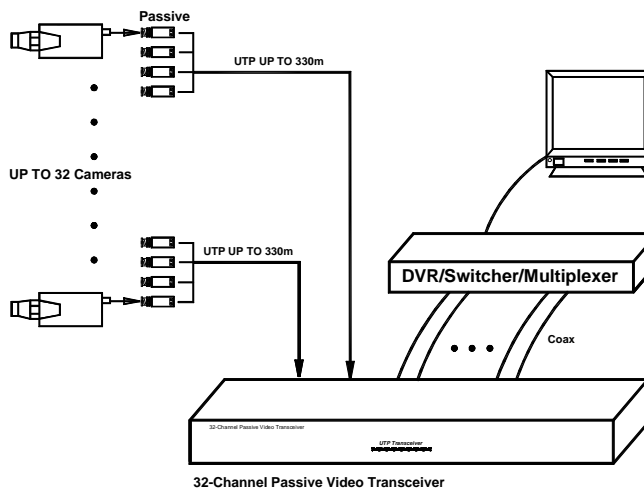 Passive
UTP UP TO 330m
UP TO 32 Cameras
UTP UP TO 330m
DVR/Switcher/Multiplexer
Coax
32-Channel Passive Video Transceiver
UTP Transceiver
32-Channel Passive Video Transceiver